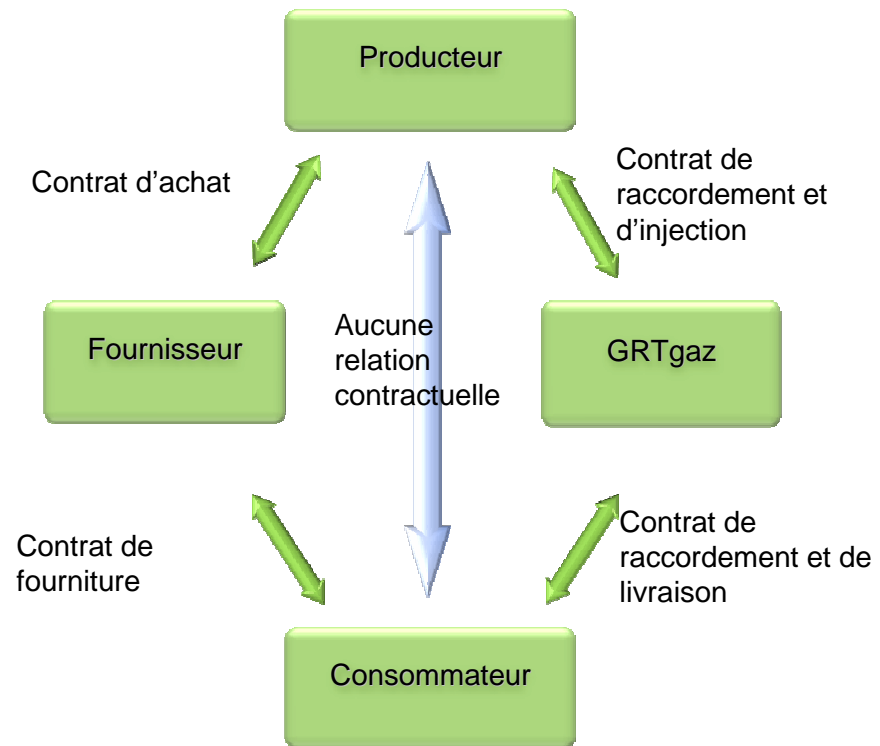 Producteur
Contrat d’achat
Contrat de
raccordement et
d’injection
Fournisseur
Aucune
relation
contractuelle
GRTgaz
Contrat de
fourniture
Contrat de
raccordement et de
livraison
Consommateur